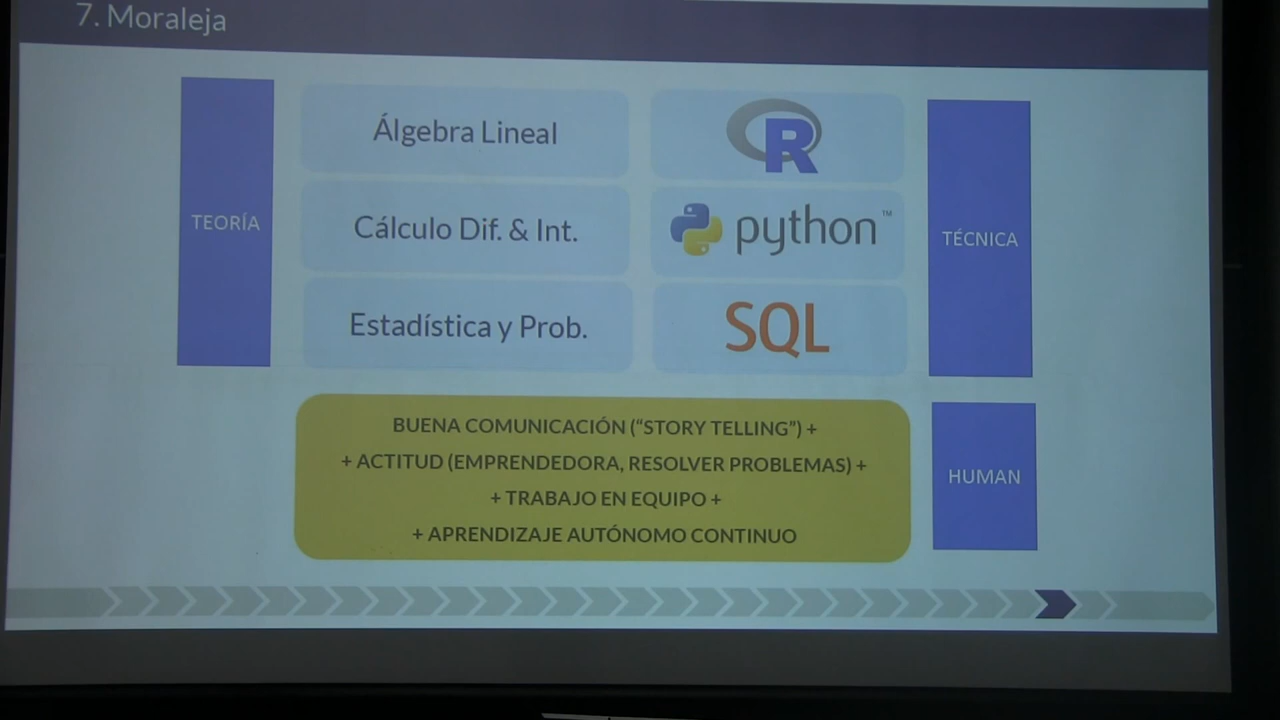 7. Moraleja
TEORÍA
Álgebra Lineal
Cálculo Dif. & Int.
Estadística y Prob.
R
python™
SQL
TÉCNICA
BUENA COMUNICACIÓN (“STORY TELLING”) +
+ ACTITUD (EMPRENDEDORA, RESOLVER PROBLEMAS) +
+ TRABAJO EN EQUIPO +
+ APRENDIZAJE AUTÓNOMO CONTINUO
HUMAN